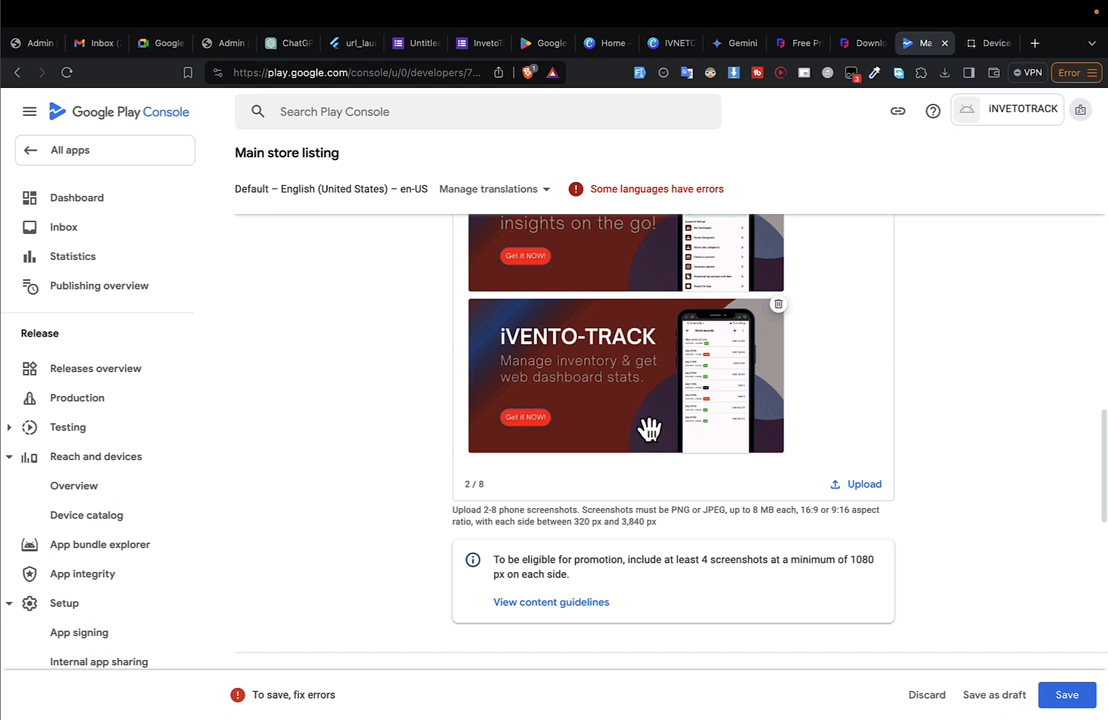 Admin
Inbox (
Google
Admin
ChatGP
url_lau
Untitle
InvetoT
Google
Home -
IVNETC
Gemini
Free Pr
Downlo
Ma
Device
https://play.google.com/console/u/0/developers/7...
1
3
VPN
Error
Google Play Console
Search Play Console
iNVETOTRACK
All apps
Main store listing
Default – English (United States) – en-US
Manage translations
Some languages have errors
Dashboard
Inbox
Statistics
Publishing overview
Release
Releases overview
Production
Testing
Reach and devices
Overview
Device catalog
App bundle explorer
App integrity
Setup
App signing
Internal app sharing
insights on the go!
Get it NOW!
iVENTO-TRACK
Manage inventory & get
web dashboard stats.
Get it NOW!
2 / 8
Upload
Upload 2-8 phone screenshots. Screenshots must be PNG or JPEG, up to 8 MB each, 16:9 or 9:16 aspect
ratio, with each side between 320 px and 3,840 px
To be eligible for promotion, include at least 4 screenshots at a minimum of 1080
px on each side.
View content guidelines
To save, fix errors
Discard
Save as draft
Save